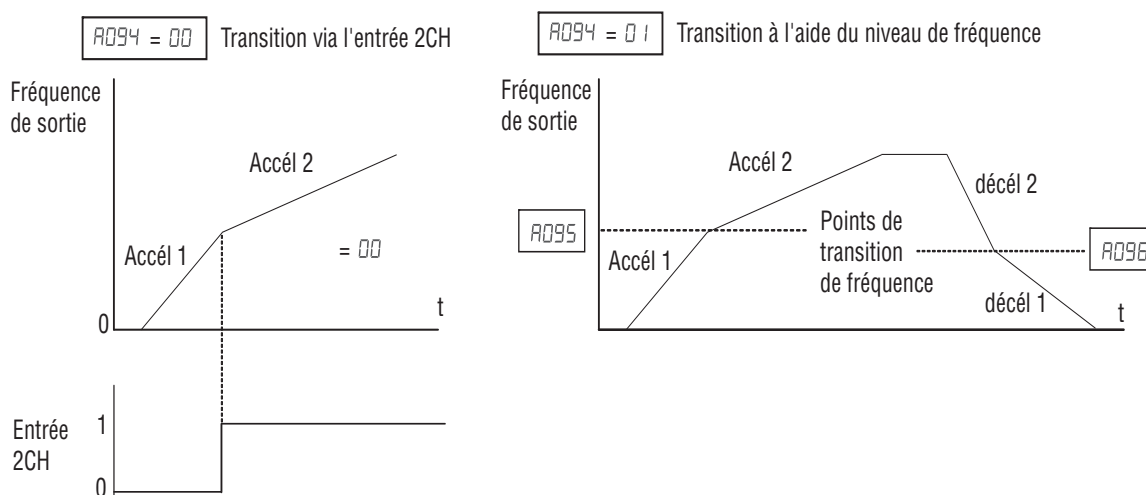 A094 = 00 Transition via l'entrée 2CH
Fréquence
de sortie
Accél 2
Accél 1
= 00
0
t
Entrée
2CH
1
0
A094 = 01 Transition à l'aide du niveau de fréquence
Fréquence
de sortie
Accél 2
décél 2
A095
Points de
transition
de fréquence
A096
Accél 1
décél 1
t